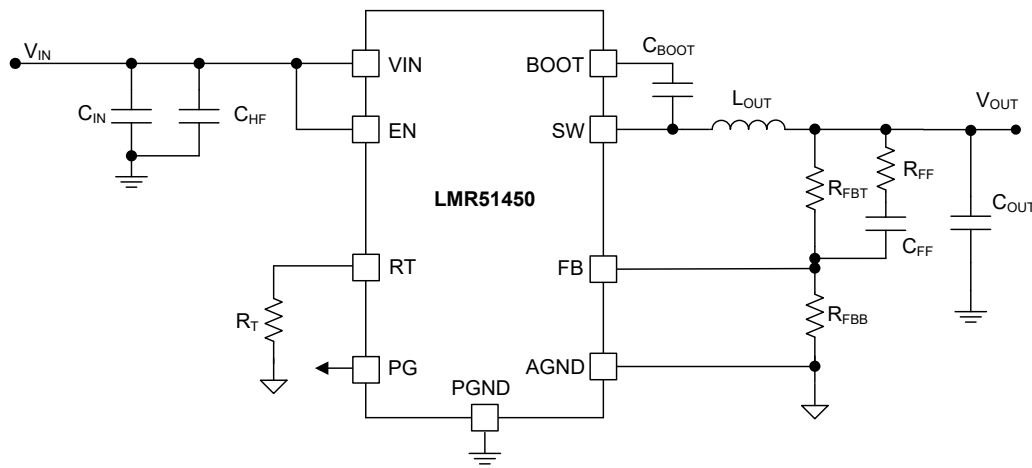 V_IN
C_IN
C_HF
VIN
EN
RT
R_T
PG
PGND
LMR51450
BOOT
SW
FB
AGND
C_BOOT
L_OUT
V_OUT
R_FBT
R_FF
C_FF
C_OUT
R_FBB